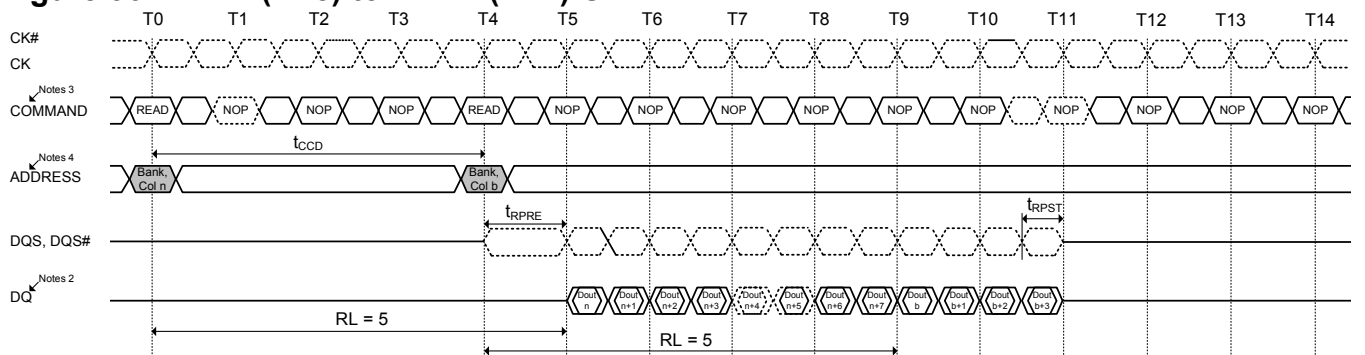 T0 T1 T2 T3 T4 T5 T6 T7 T8 T9 T10 T11 T12 T13 T14
CK#
CK
Notes 3
COMMAND READ NOP NOP NOP READ NOP NOP NOP NOP NOP NOP NOP NOP NOP NOP
tCCD
Notes 4
ADDRESS Bank, Col n Bank, Col b
tRPRE tRPST
DQS, DQS#
Notes 2
DQ Dout n Dout n+1 Dout n+2 Dout n+3 Dout n+4 Dout n+5 Dout n+6 Dout n+7 Dout b Dout b+1 Dout b+2 Dout b+3
RL = 5
RL = 5